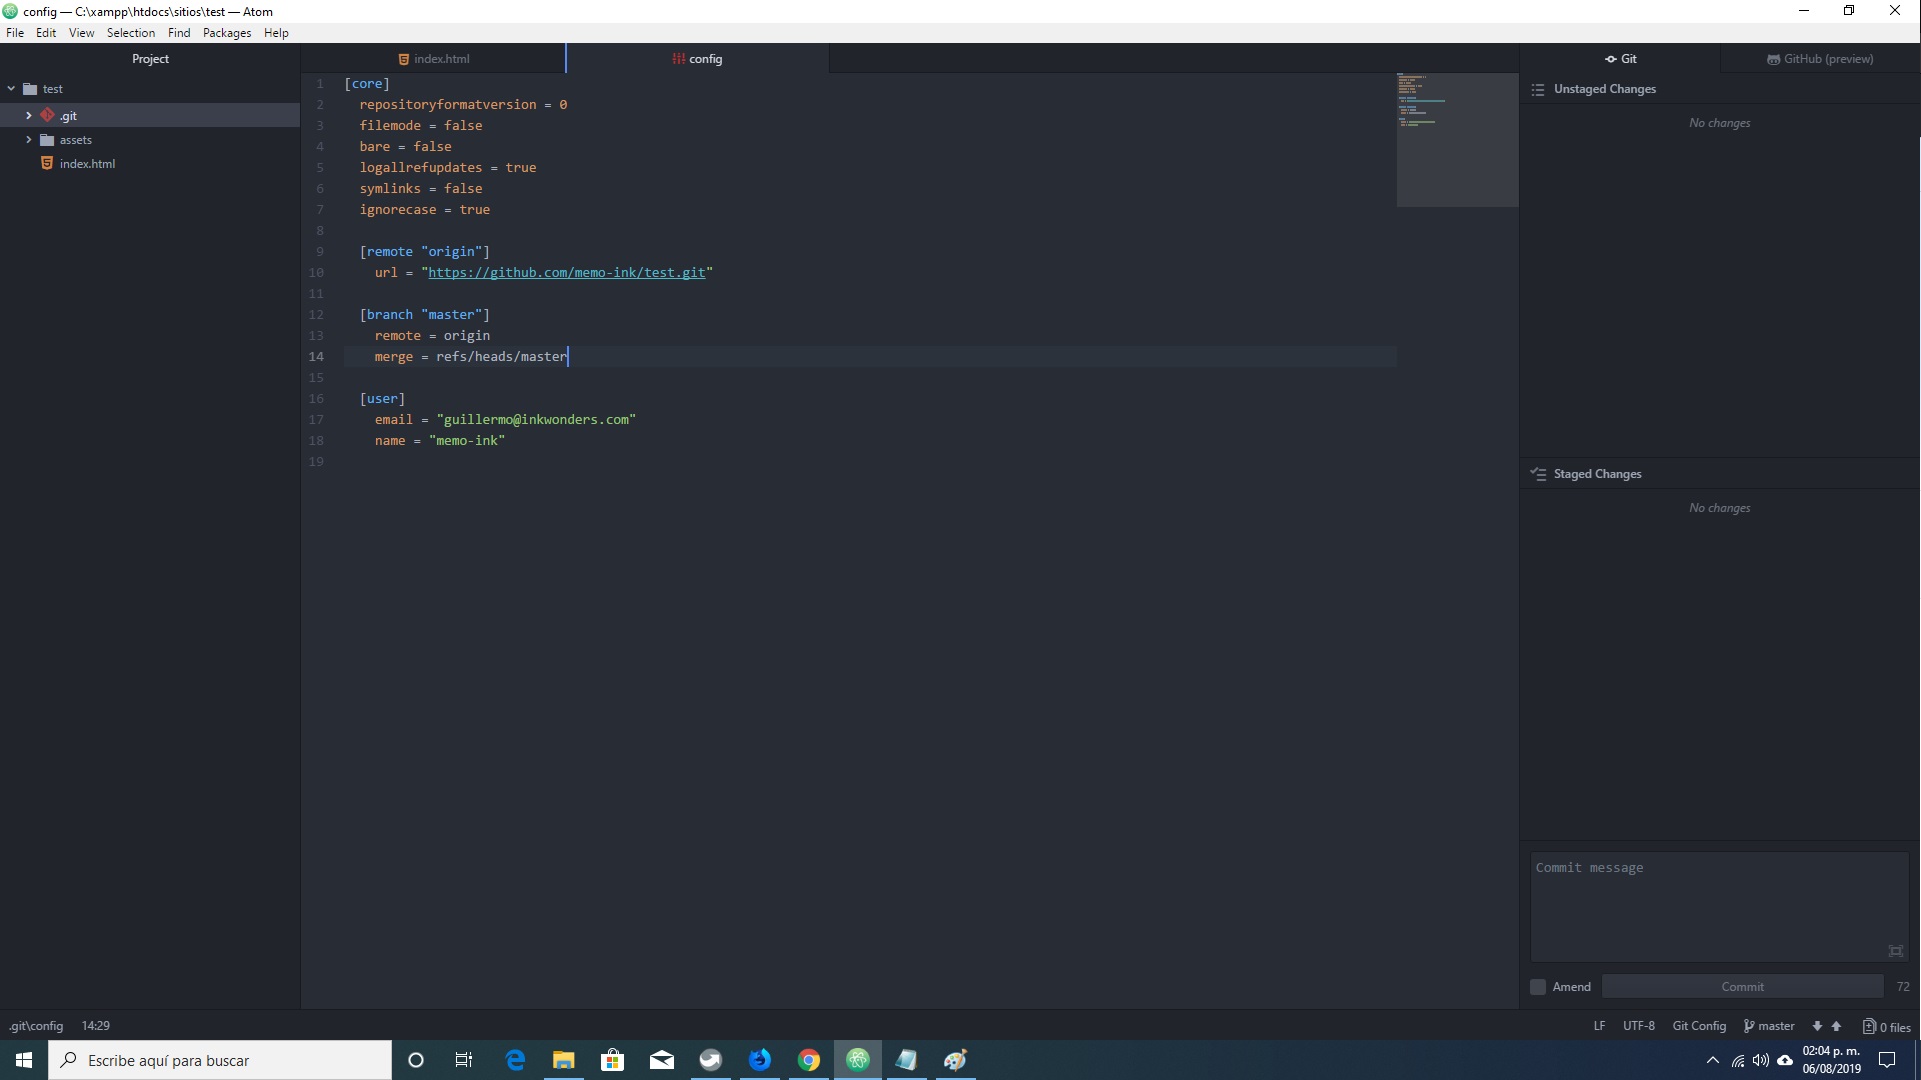 config — C:\xampp\htdocs\sitios\test — Atom
File Edit View Selection Find Packages Help
Project
test
.git
assets
index.html
index.html
config
1 [core]
2 repositoryformatversion = 0
3 filemode = false
4 bare = false
5 logallrefupdates = true
6 symlinks = false
7 ignorecase = true
8
9 [remote "origin"]
10 url = "https://github.com/memo-ink/test.git"
11
12 [branch "master"]
13 remote = origin
14 merge = refs/heads/master
15
16 [user]
17 email = "guillermo@inkwonders.com"
18 name = "memo-ink"
19
Git
GitHub (preview)
Unstaged Changes
No changes
Staged Changes
No changes
Commit message
Amend
Commit
72
.git\config 14:29
LF UTF-8 Git Config master 0 files
Escribe aquí para buscar
02:04 p. m.
06/08/2019